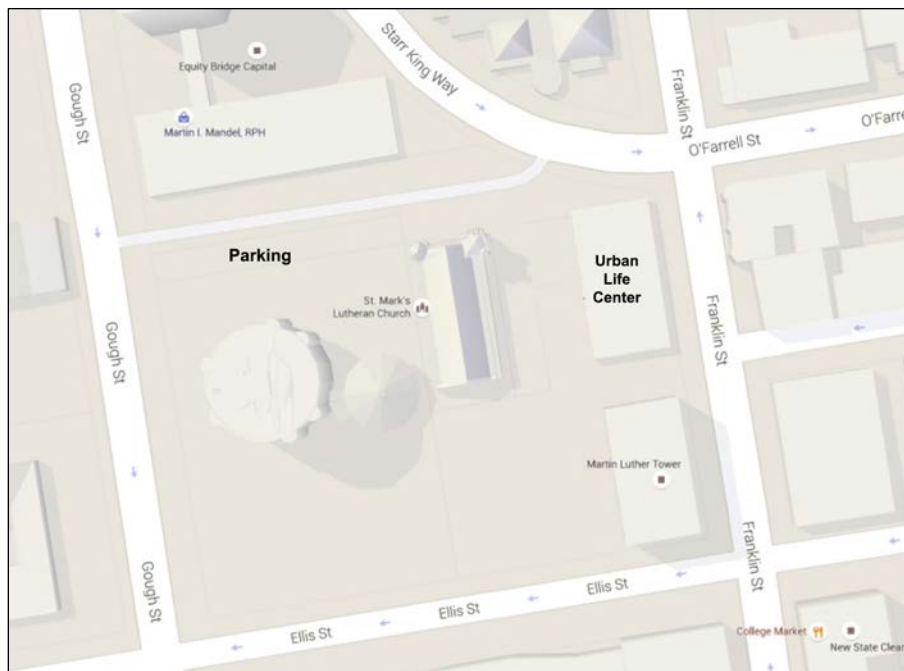 Starr King Way
Equity Bridge Capital
Gough St
Martin I. Mandel, RPH
Franklin St
O'Farrell St
O'Farre
Parking
Urban
Life
Center
St. Mark's
Lutheran Church
Franklin St
Gough St
Martin Luther Tower
Franklin St
Gough St
Ellis St
Ellis St
Ellis St
College Market
New State Clean